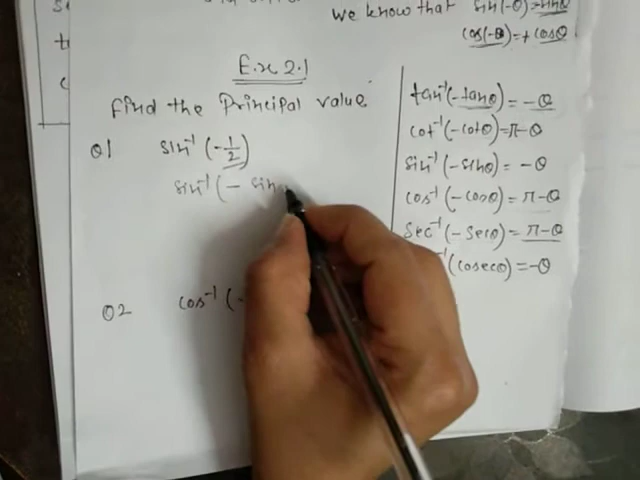 we know that sin(-θ) = -sinθ
cos(-θ) = + cosθ
Ex 2.1
Find the Principal value
Q1 sin⁻¹(-1/2)
sin⁻¹(- sin
Q2 cos⁻¹(-
tan⁻¹(-tanθ) = -θ
cot⁻¹(-cotθ) = π-θ
sin⁻¹(-sinθ) = -θ
cos⁻¹(-cosθ) = π-θ
Sec⁻¹(-secθ) = π-θ
⁻¹(cosecθ) = -θ